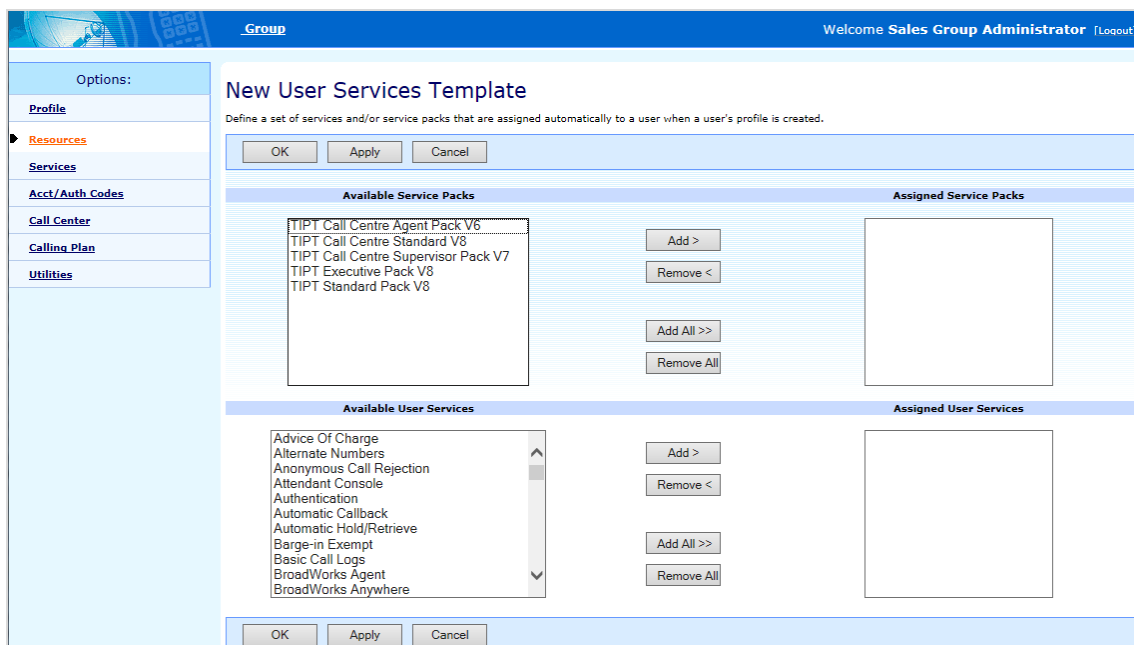 Group
Welcome Sales Group Administrator [Logout
Options:
Profile
Resources
Services
Acct/Auth Codes
Call Center
Calling Plan
Utilities
New User Services Template
Define a set of services and/or service packs that are assigned automatically to a user when a user's profile is created.
OK Apply Cancel
Available Service Packs Assigned Service Packs
TIPT Call Centre Agent Pack V6
TIPT Call Centre Standard V8
TIPT Call Centre Supervisor Pack V7
TIPT Executive Pack V8
TIPT Standard Pack V8
Add >
Remove <
Add All >>
Remove All
Available User Services Assigned User Services
Advice Of Charge
Alternate Numbers
Anonymous Call Rejection
Attendant Console
Authentication
Automatic Callback
Automatic Hold/Retrieve
Barge-in Exempt
Basic Call Logs
BroadWorks Agent
BroadWorks Anywhere
Add >
Remove <
Add All >>
Remove All
OK Apply Cancel